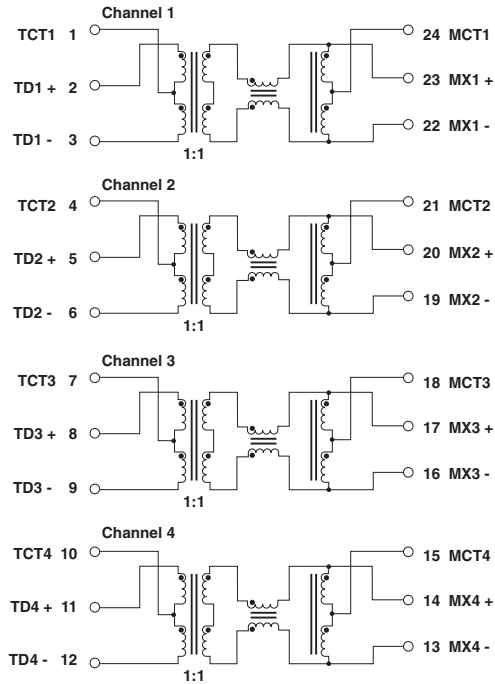 Channel 1
TCT1 1
24 MCT1
TD1 + 2
23 MX1 +
TD1 - 3
22 MX1 -
1:1
Channel 2
TCT2 4
21 MCT2
TD2 + 5
20 MX2 +
TD2 - 6
19 MX2 -
1:1
Channel 3
TCT3 7
18 MCT3
TD3 + 8
17 MX3 +
TD3 - 9
16 MX3 -
1:1
Channel 4
TCT4 10
15 MCT4
TD4 + 11
14 MX4 +
TD4 - 12
13 MX4 -
1:1